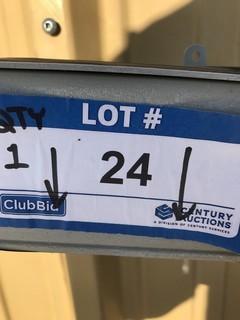 LOT #
QTY
1
24
ClubBid
CENTURY
AUCTIONS
A DIVISION OF CENTURY SERVICES